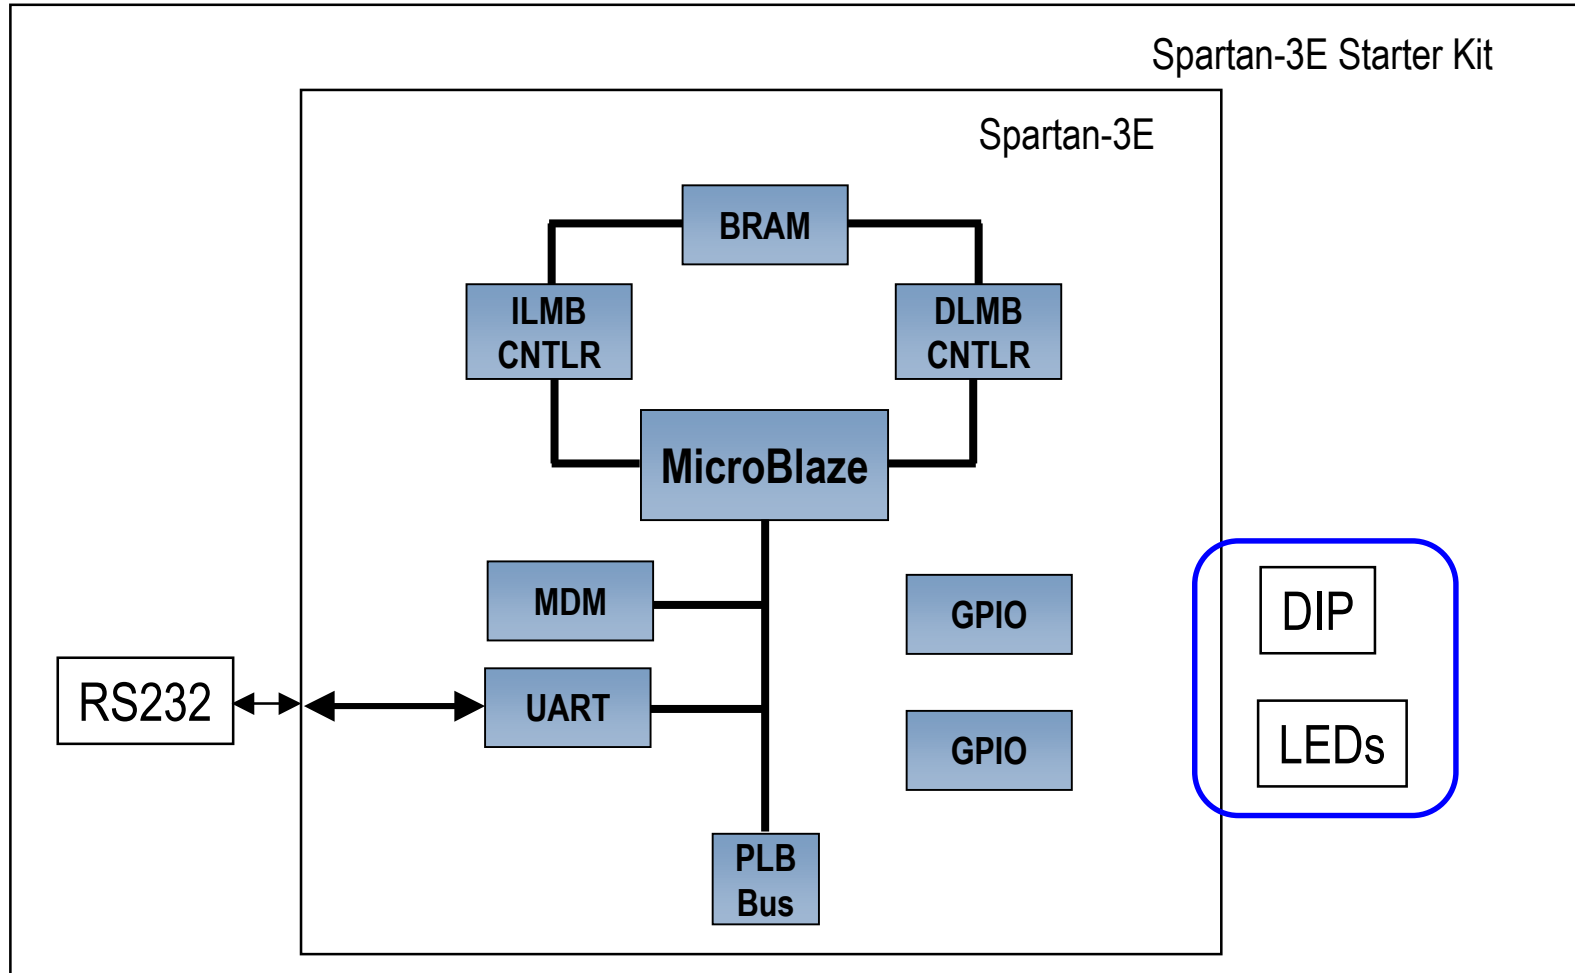 Spartan-3E Starter Kit
Spartan-3E
BRAM
ILMB
CNTLR
DLMB
CNTLR
MicroBlaze
MDM
GPIO
DIP
RS232
UART
GPIO
LEDs
PLB
Bus